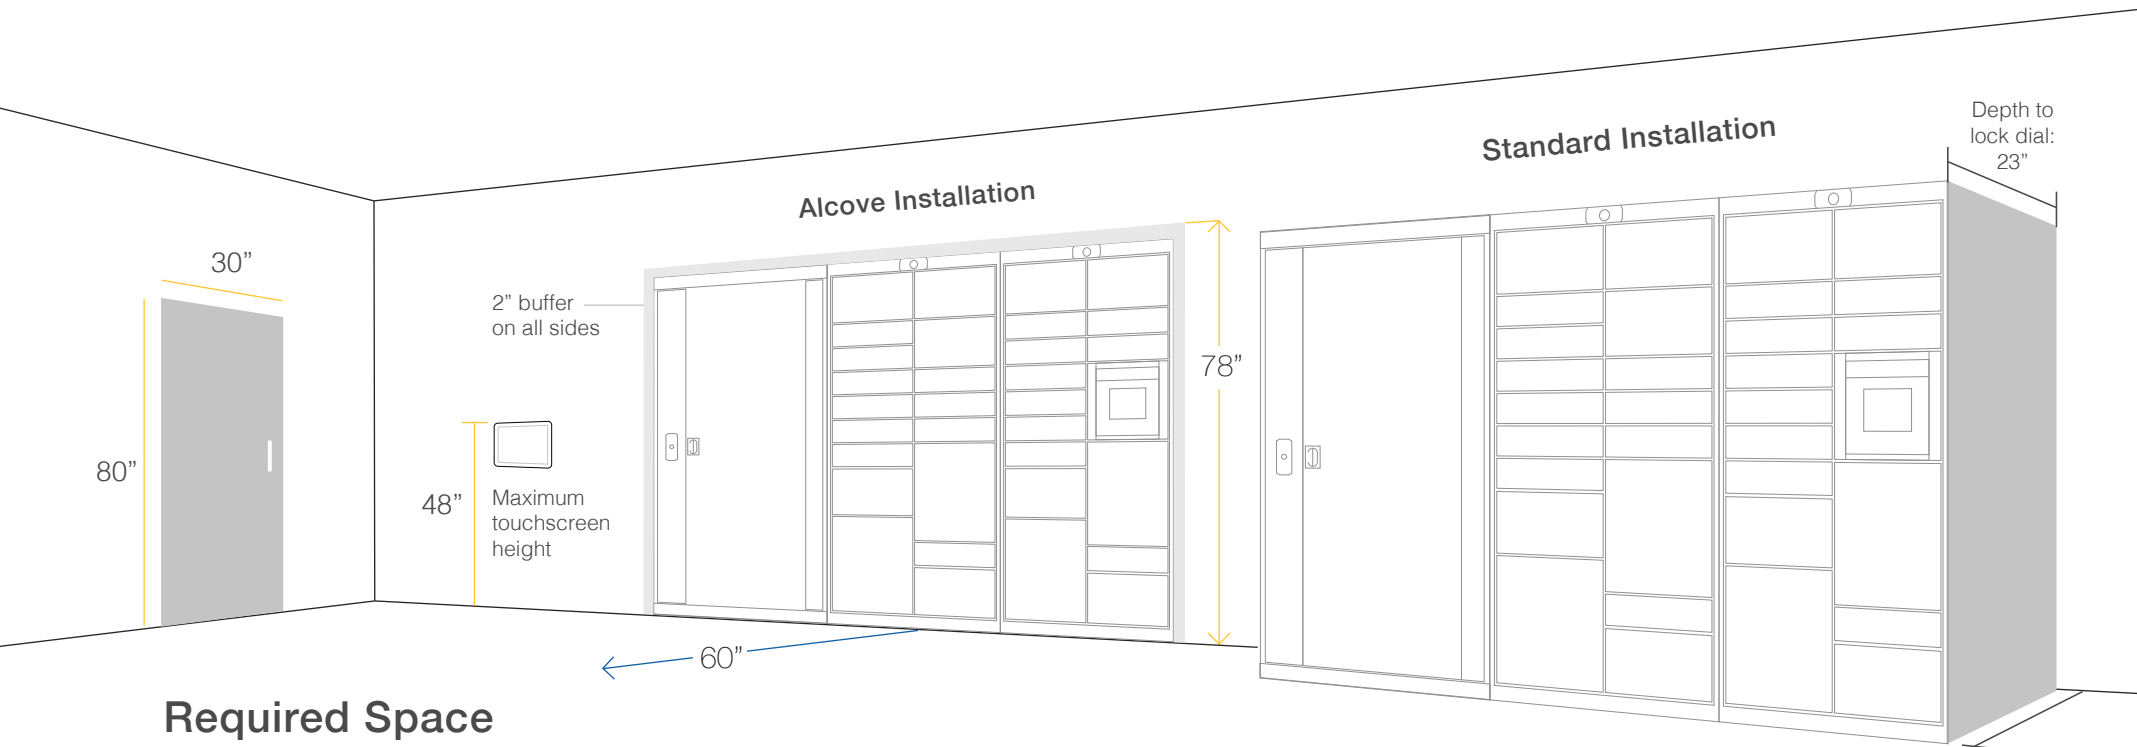 30”
80”
48”
Maximum
touchscreen
height
2” buffer
on all sides
Alcove Installation
78”
60”
Standard Installation
Depth to
lock dial:
23”
Required Space